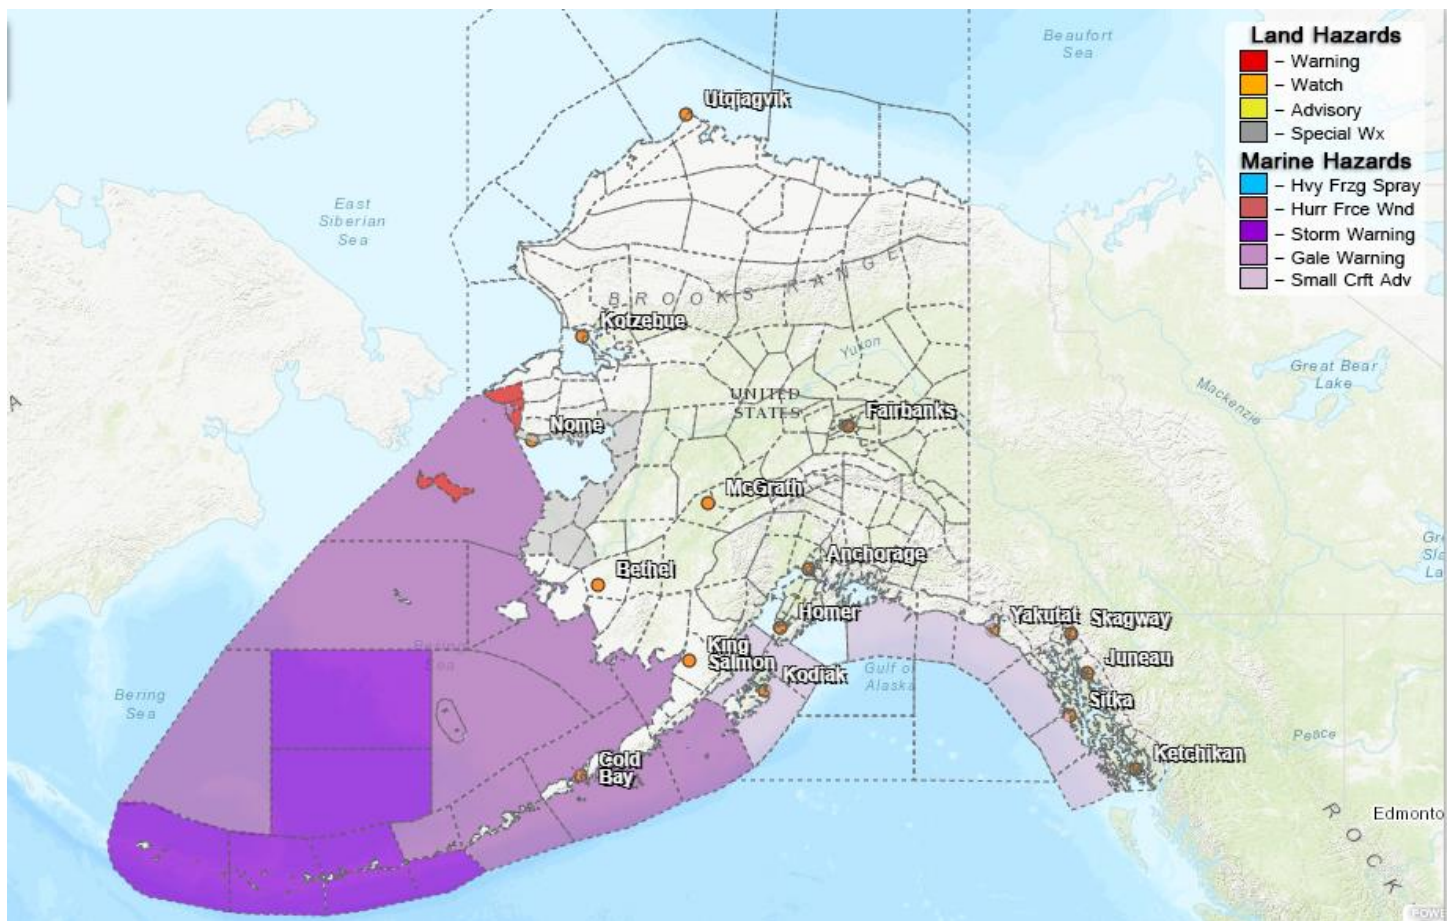 Land Hazards
– Warning
– Watch
– Advisory
– Special Wx
Marine Hazards
– Hvy Frzg Spray
– Hurr Frce Wnd
– Storm Warning
– Gale Warning
– Small Crft Adv
Beaufort
Sea
Utqiagvik
East
Siberian
Sea
BROOKS RANGE
Kotzebue
Yukon
Great Bear
Lake
Mackenzie
UNITED
STATES
Fairbanks
Nome
McGrath
Anchorage
Bethel
Homer
Yakutat
Skagway
King
Salmon
Juneau
Kodiak
Gulf of
Alaska
Sitka
Bering
Sea
Peace
Ketchikan
Cold
Bay
Edmonto
ROCK